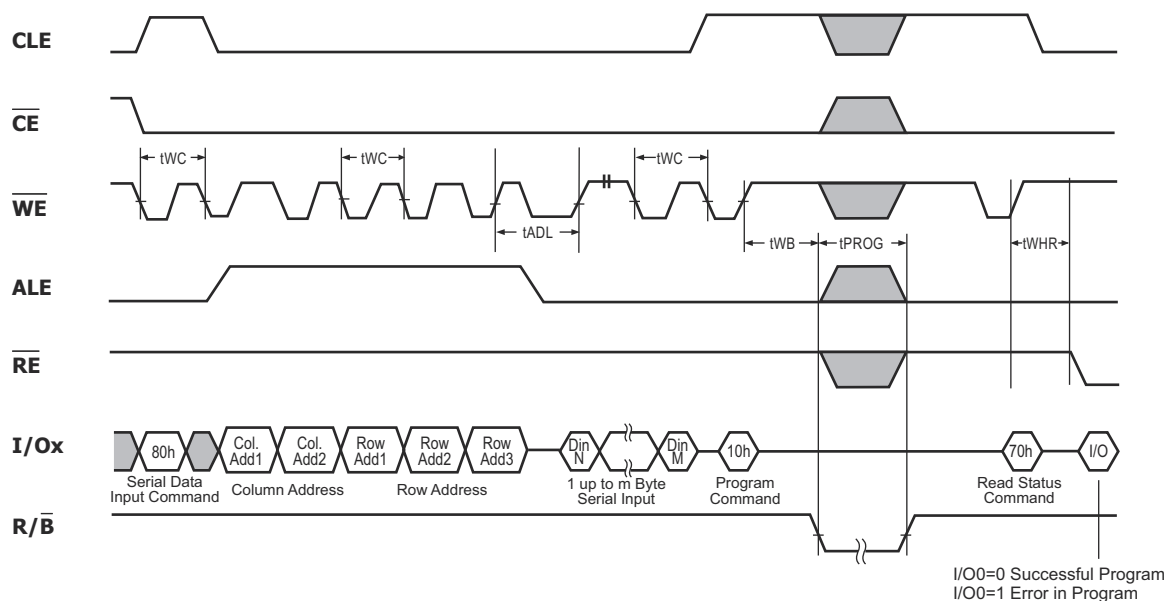 CLE
CE
tWC
tWC
tWC
WE
tADL
tWB
tPROG
tWHR
ALE
RE
I/Ox
80h
Col. Add1
Col. Add2
Row Add1
Row Add2
Row Add3
Din N
Din M
10h
70h
I/O
Serial Data
Input Command
Column Address
Row Address
1 up to m Byte
Serial Input
Program
Command
Read Status
Command
R/B
I/O0=0 Successful Program
I/O0=1 Error in Program